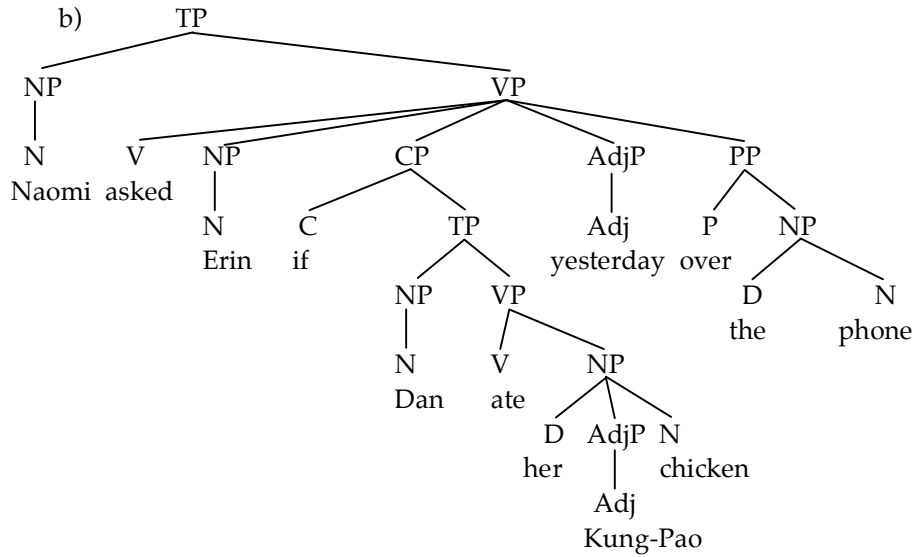 b) TP
NP VP
N V NP CP AdjP PP
Naomi asked
N C TP Adj P NP
Erin if yesterday over
NP VP D N
the phone
N V NP
Dan ate
D AdjP N
her chicken
Adj
Kung-Pao